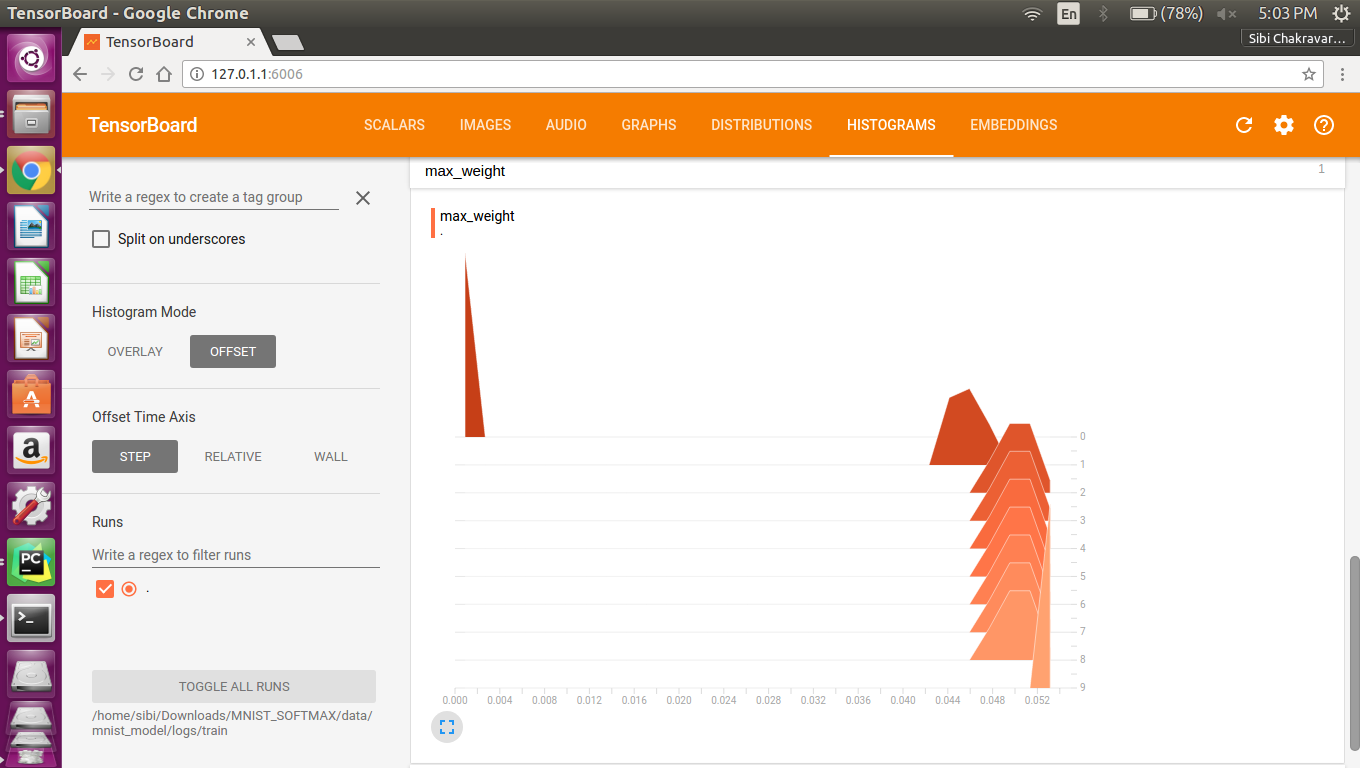 TensorBoard - Google Chrome
En
(78%)
5:03 PM
TensorBoard
Sibi Chakravar...
127.0.1.1:6006
TensorBoard
SCALARS
IMAGES
AUDIO
GRAPHS
DISTRIBUTIONS
HISTOGRAMS
EMBEDDINGS
Write a regex to create a tag group
Split on underscores
Histogram Mode
OVERLAY
OFFSET
Offset Time Axis
STEP
RELATIVE
WALL
Runs
Write a regex to filter runs
.
TOGGLE ALL RUNS
/home/sibi/Downloads/MNIST_SOFTMAX/data/
mnist_model/logs/train
max_weight
1
max_weight
.
0
1
2
3
4
5
6
7
8
9
0.000 0.004 0.008 0.012 0.016 0.020 0.024 0.028 0.032 0.036 0.040 0.044 0.048 0.052
PC